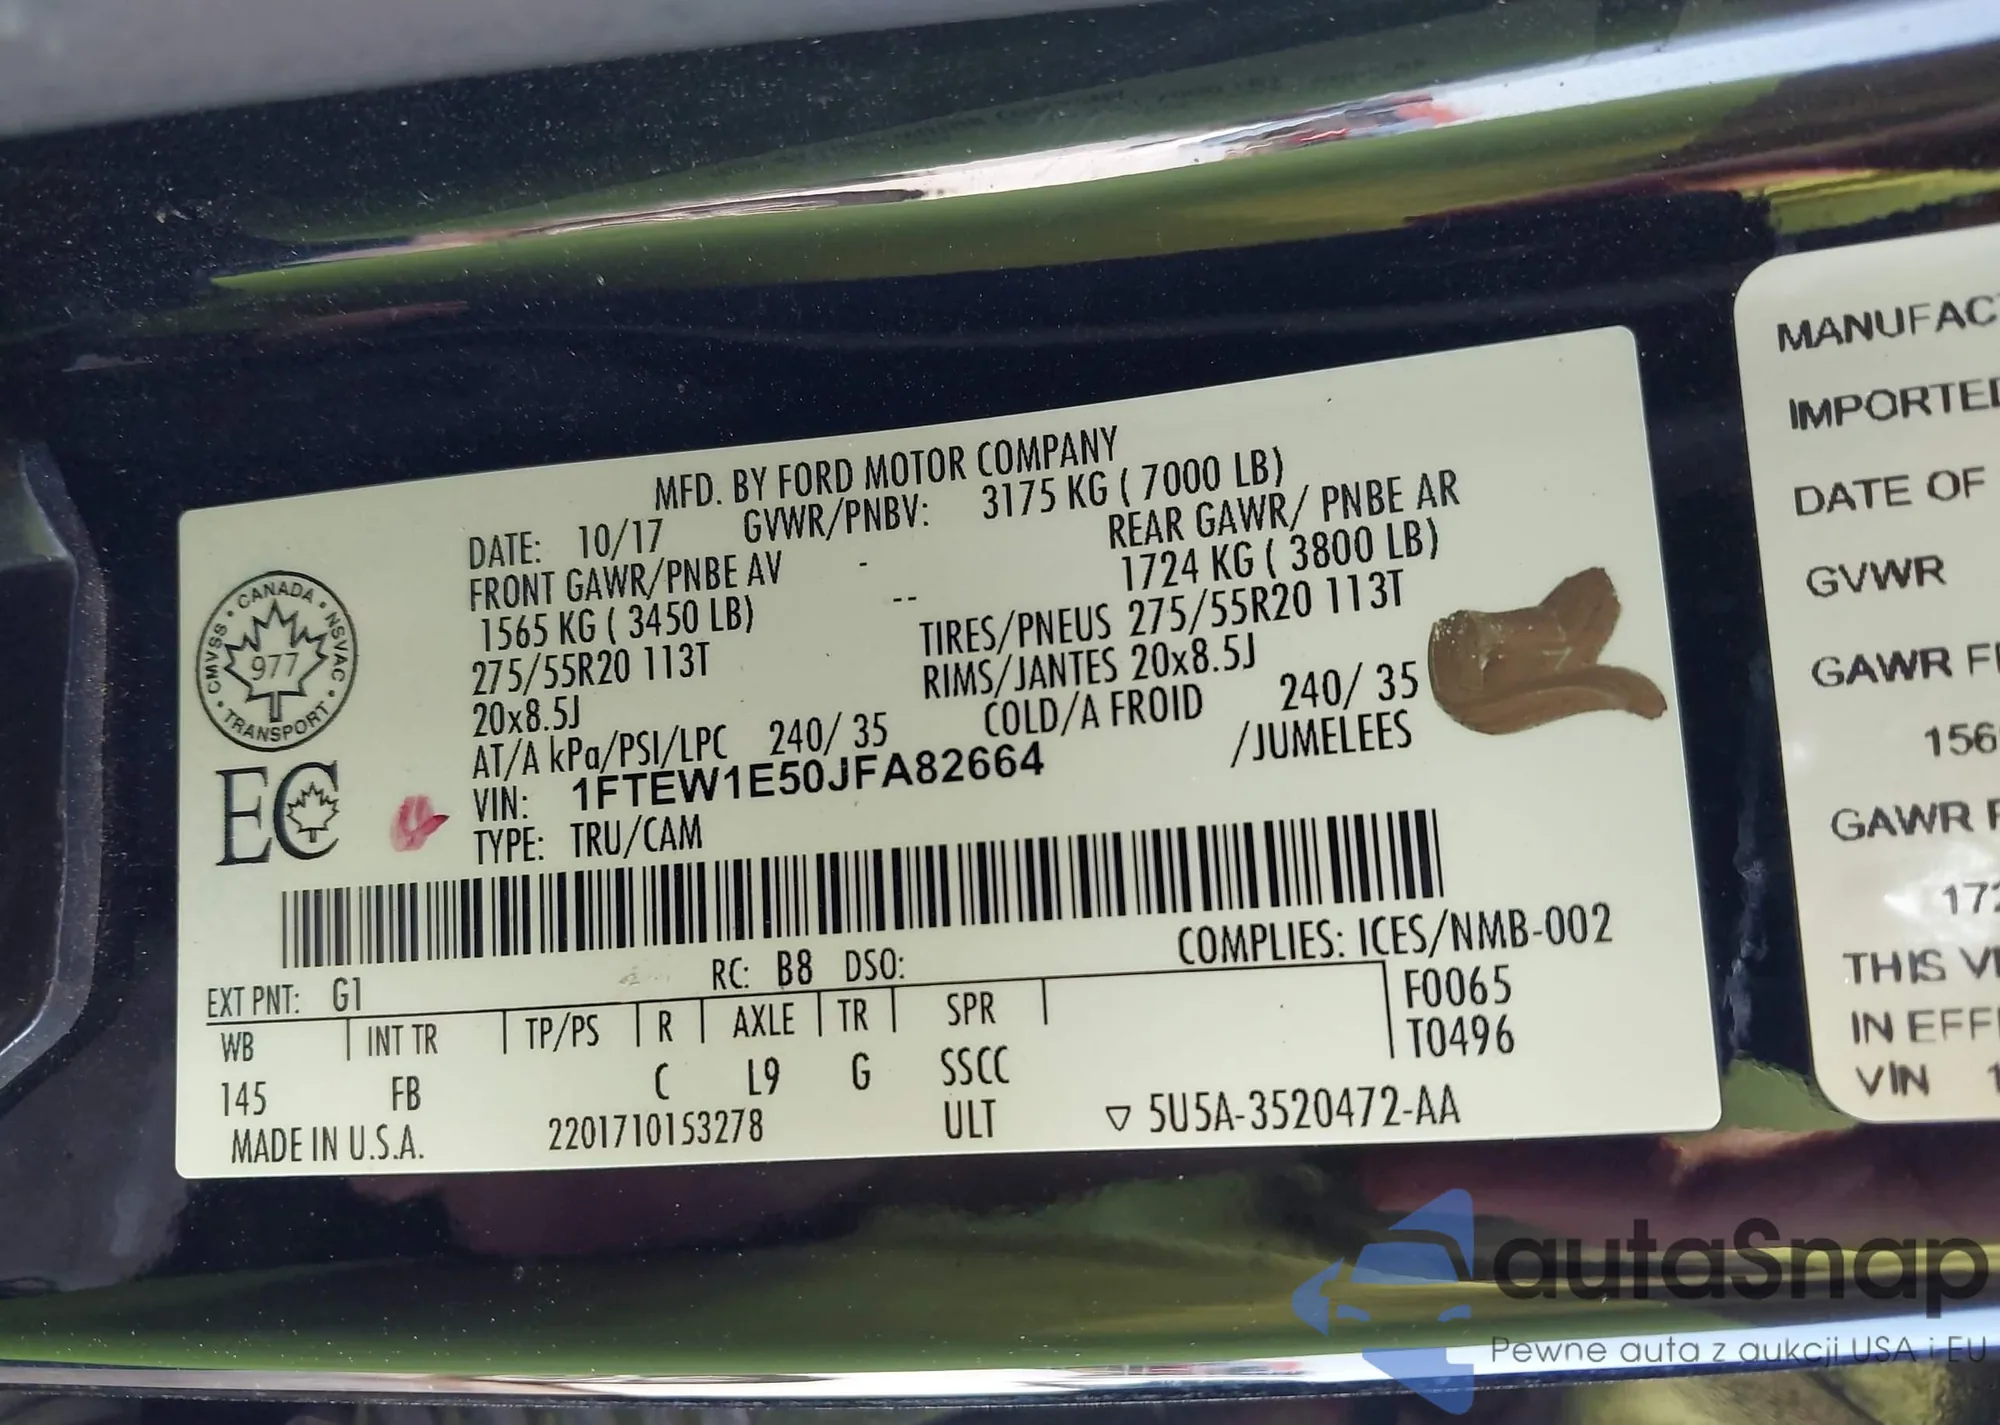 MFD. BY FORD MOTOR COMPANY
DATE: 10/17 GVWR/PNBV: 3175 KG ( 7000 LB)
FRONT GAWR/PNBE AV - REAR GAWR/ PNBE AR
1565 KG ( 3450 LB) -- 1724 KG ( 3800 LB)
275/55R20 113T TIRES/PNEUS 275/55R20 113T
20x8.5J RIMS/JANTES 20x8.5J
AT/A kPa/PSI/LPC 240/ 35 COLD/A FROID 240/ 35
VIN: 1FTEW1E50JFA82664 /JUMELEES
TYPE: TRU/CAM
CANADA
CMVSS • NSVAC
977
TRANSPORT
EC
COMPLIES: ICES/NMB-002
EXT PNT: G1 RC: B8 DSO:
F0065
WB INT TR TP/PS R AXLE TR SPR
T0496
145 FB C L9 G SSCC
MADE IN U.S.A. 2201710153278 ULT ▽ 5U5A-3520472-AA
MANUFAC
IMPORTED
DATE OF
GVWR
GAWR F
156
GAWR
172
THIS V
IN EFF
VIN 1
autaSnap
Pewne auta z aukcji USA i EU